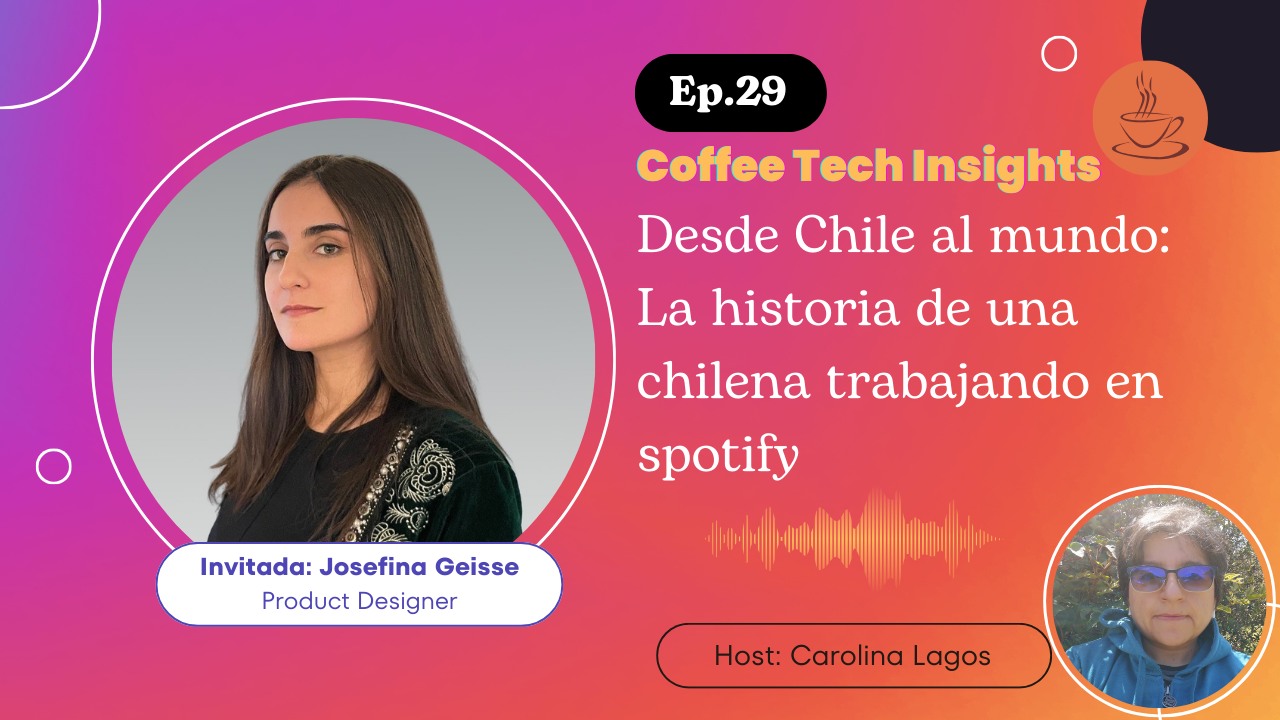 Ep.29
Coffee Tech Insights
Desde Chile al mundo:
La historia de una
chilena trabajando en
spotify
Invitada: Josefina Geisse
Product Designer
Host: Carolina Lagos